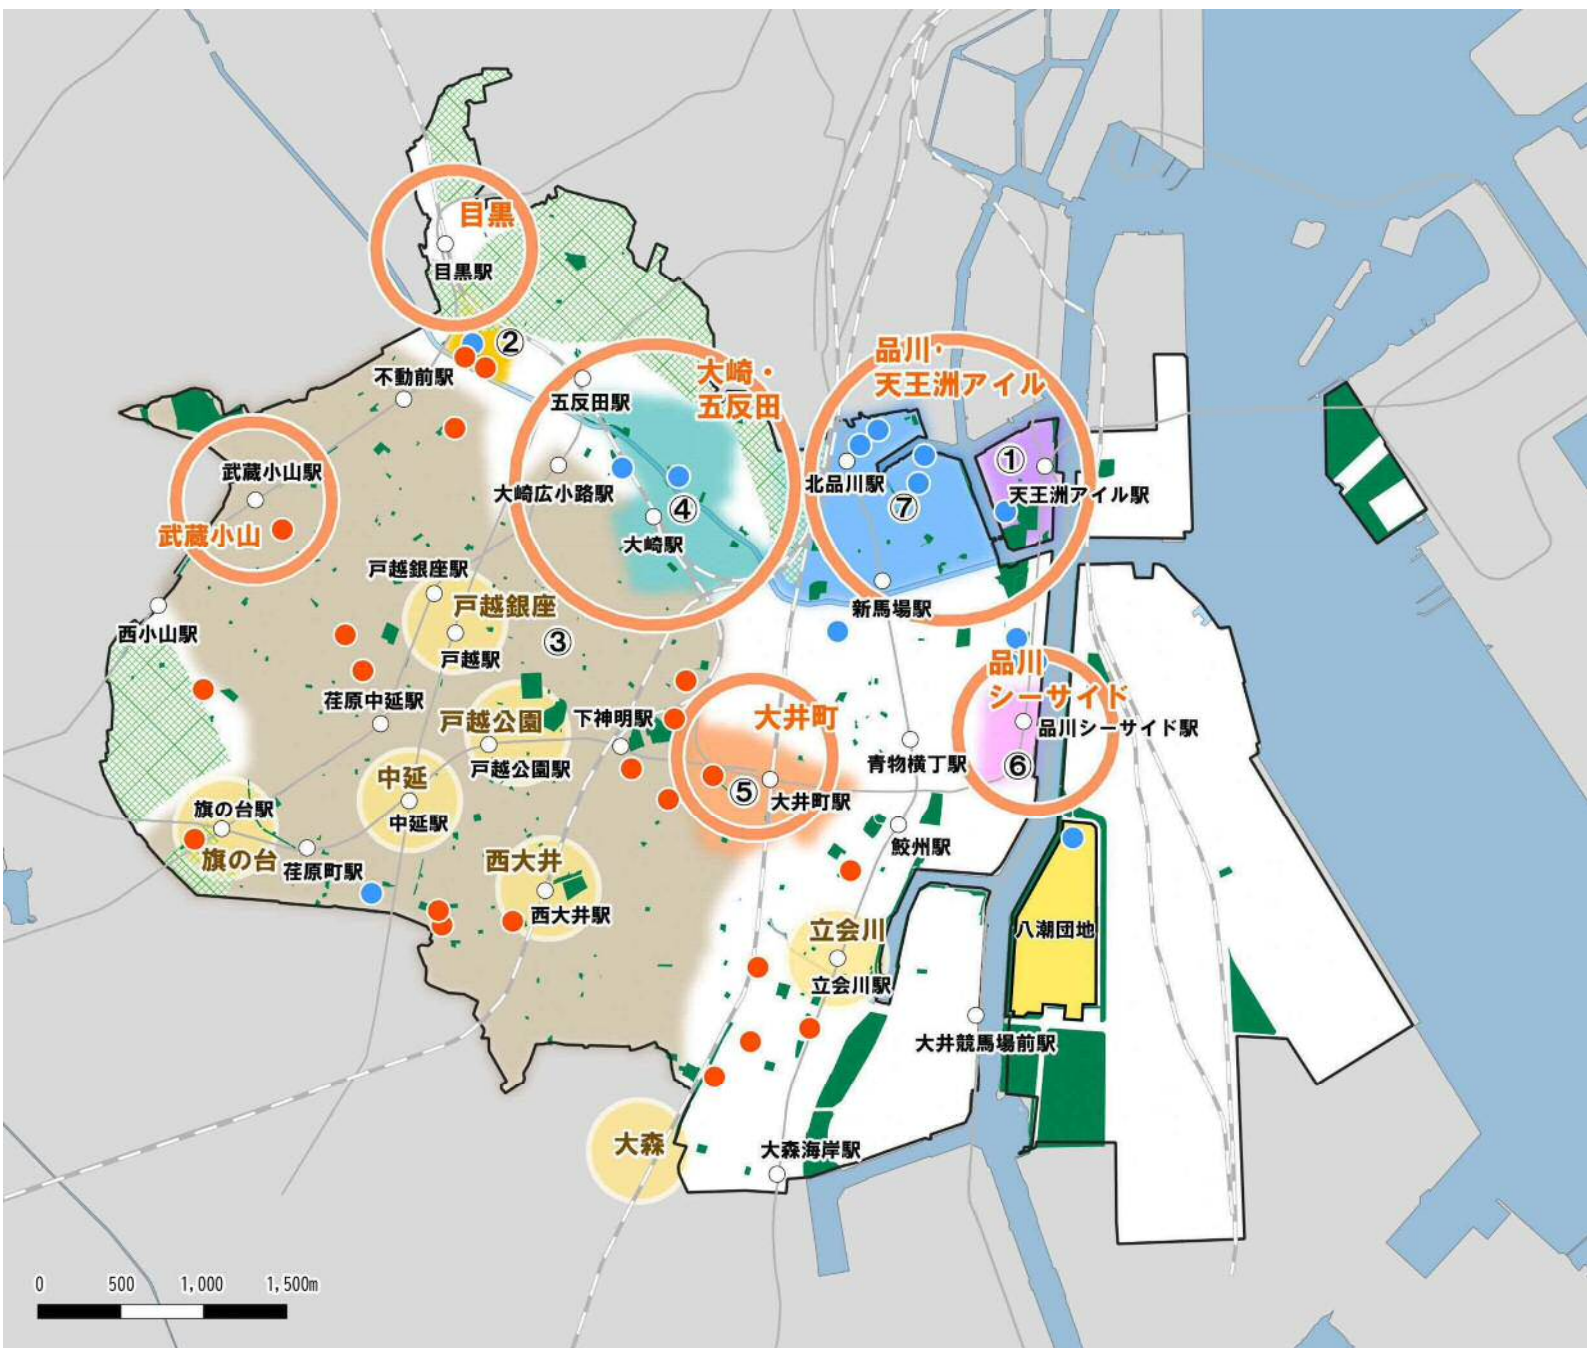 目黒
目黒駅
②
不動前駅
品川・
天王洲アイル
大崎・
五反田
五反田駅
武蔵小山駅
武蔵小山
大崎広小路駅
④
大崎駅
北品川駅
⑦
①
天王洲アイル駅
戸越銀座駅
戸越銀座
③
戸越駅
新馬場駅
西小山駅
荏原中延駅
戸越公園
戸越公園駅
下神明駅
大井町
⑤
大井町駅
品川
シーサイド
品川シーサイド駅
⑥
青物横丁駅
中延
中延駅
旗の台駅
旗の台
荏原町駅
西大井
西大井駅
鮫州駅
立会川
立会川駅
八潮団地
大井競馬場前駅
大森
大森海岸駅
0 500 1,000 1,500m